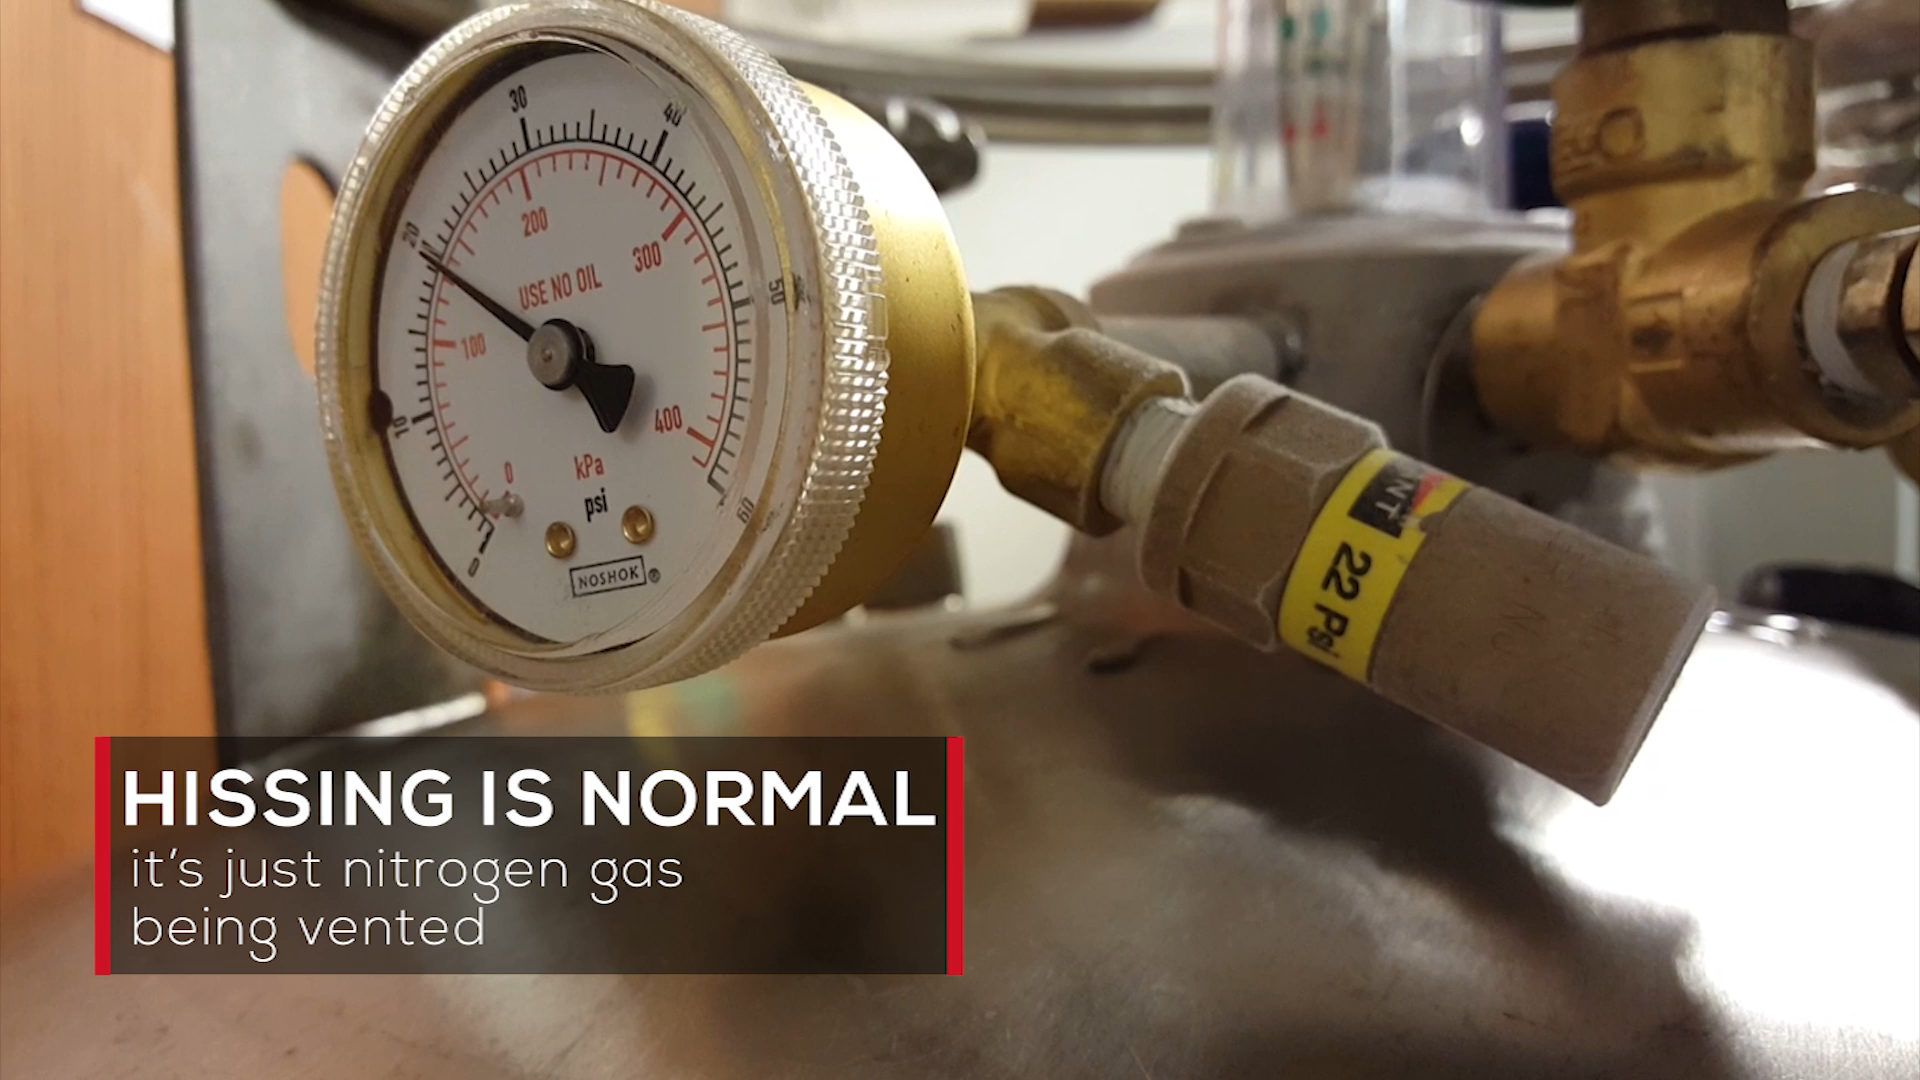 30
40
20
200
300
50
USE NO OIL
100
10
400
0
kPa
psi
60
0
NOSHOK®
22 Psi
HISSING IS NORMAL
it's just nitrogen gas
being vented